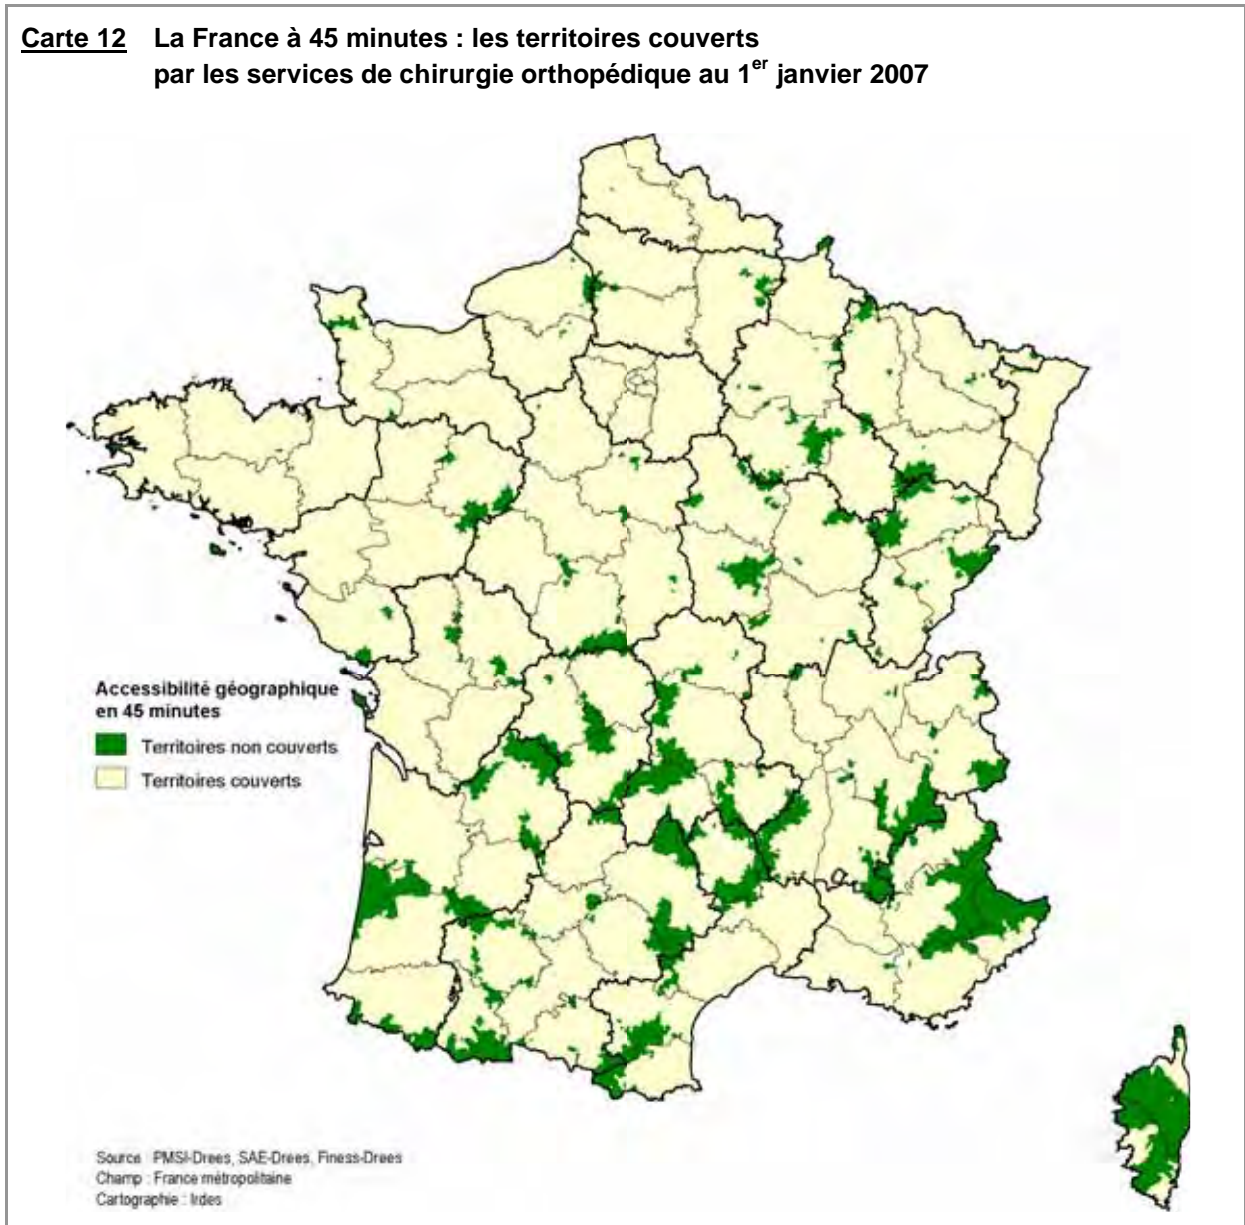 Carte 12 La France à 45 minutes : les territoires couverts
par les services de chirurgie orthopédique au 1er janvier 2007
Accessibilité géographique
en 45 minutes
Territoires non couverts
Territoires couverts
Source : PMSI-Drees, SAE-Drees, Finess-Drees
Champ : France métropolitaine
Cartographie : Irdes